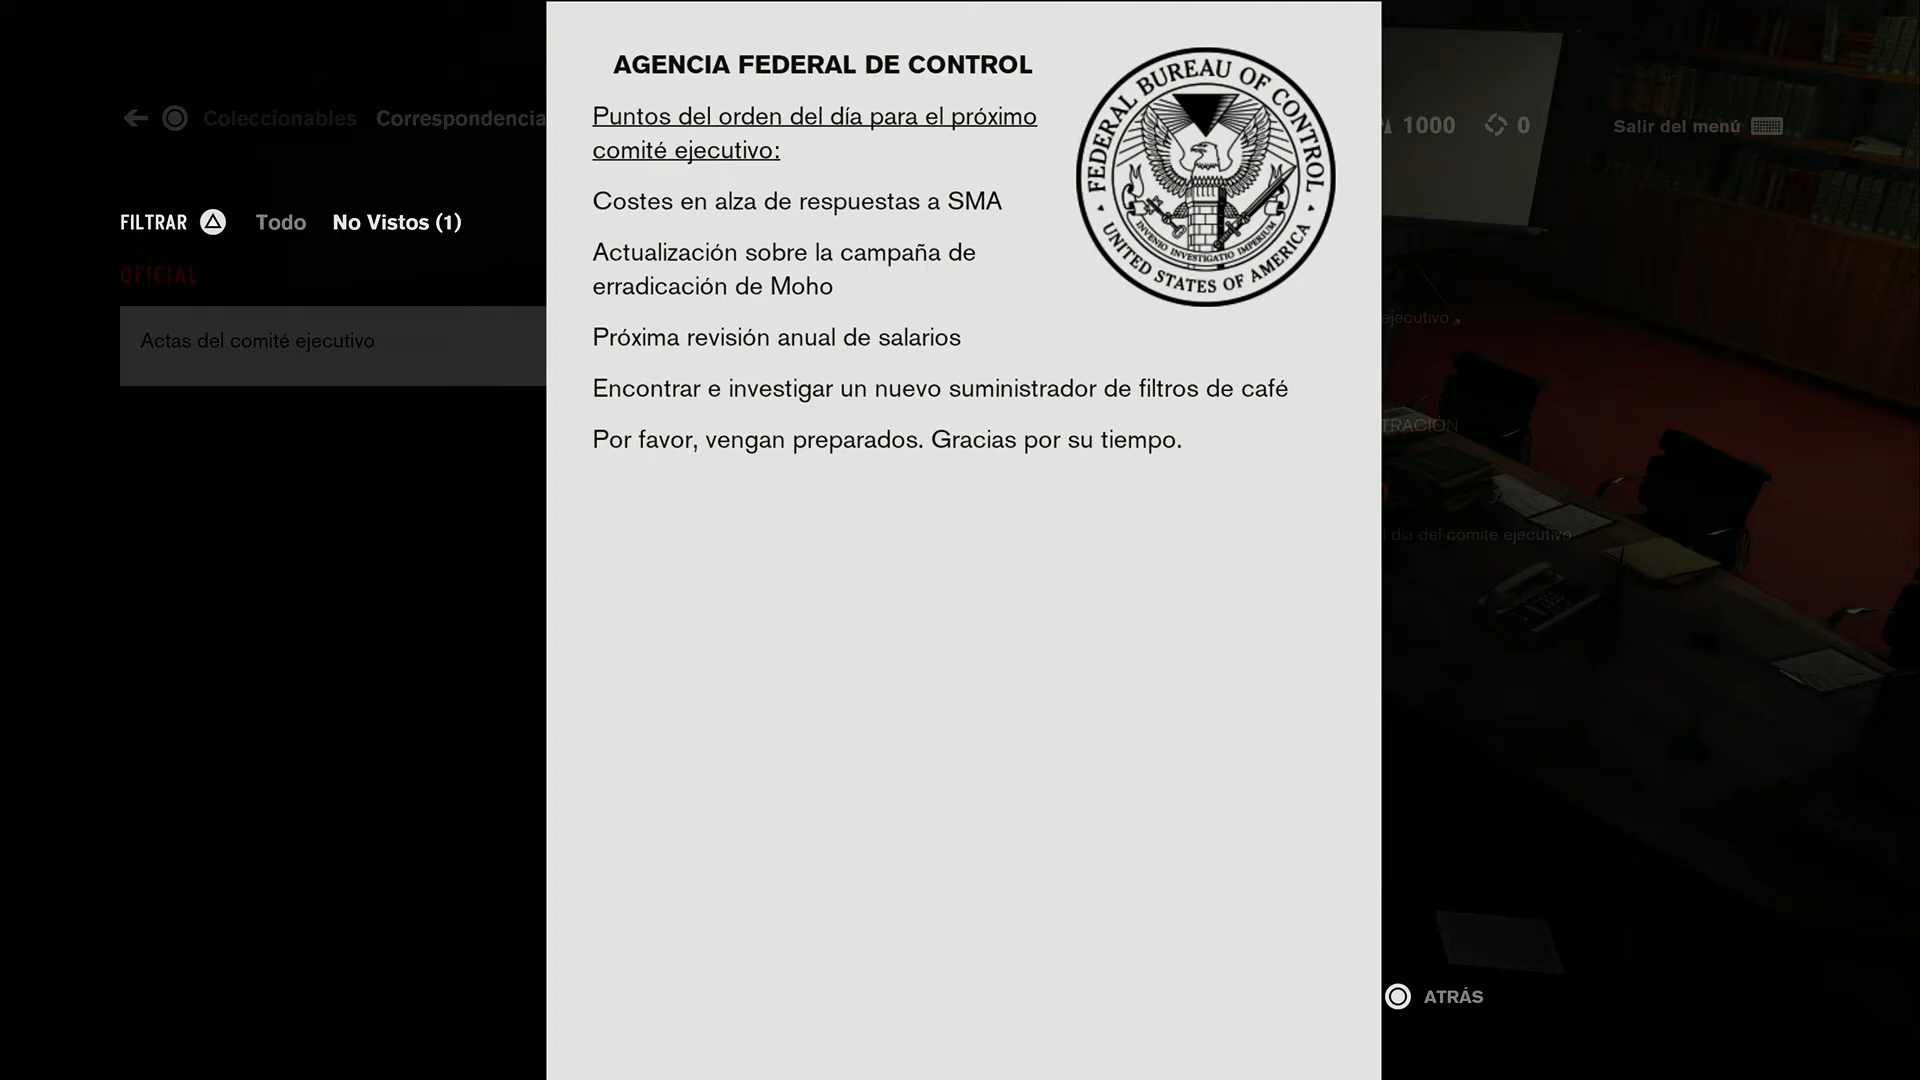 AGENCIA FEDERAL DE CONTROL
Puntos del orden del día para el próximo
comité ejecutivo:
Costes en alza de respuestas a SMA
Actualización sobre la campaña de
erradicación de Moho
Próxima revisión anual de salarios
Encontrar e investigar un nuevo suministrador de filtros de café
Por favor, vengan preparados. Gracias por su tiempo.
FEDERAL BUREAU OF CONTROL
INVENIO INVESTIGATIO IMPERIUM
UNITED STATES OF AMERICA
Coleccionables Correspondencia
1000 0 Salir del menú
FILTRAR Todo No Vistos (1)
OFICIAL
Actas del comité ejecutivo
ejecutivo
TRACIÓN
día del comité ejecutivo
ATRÁS